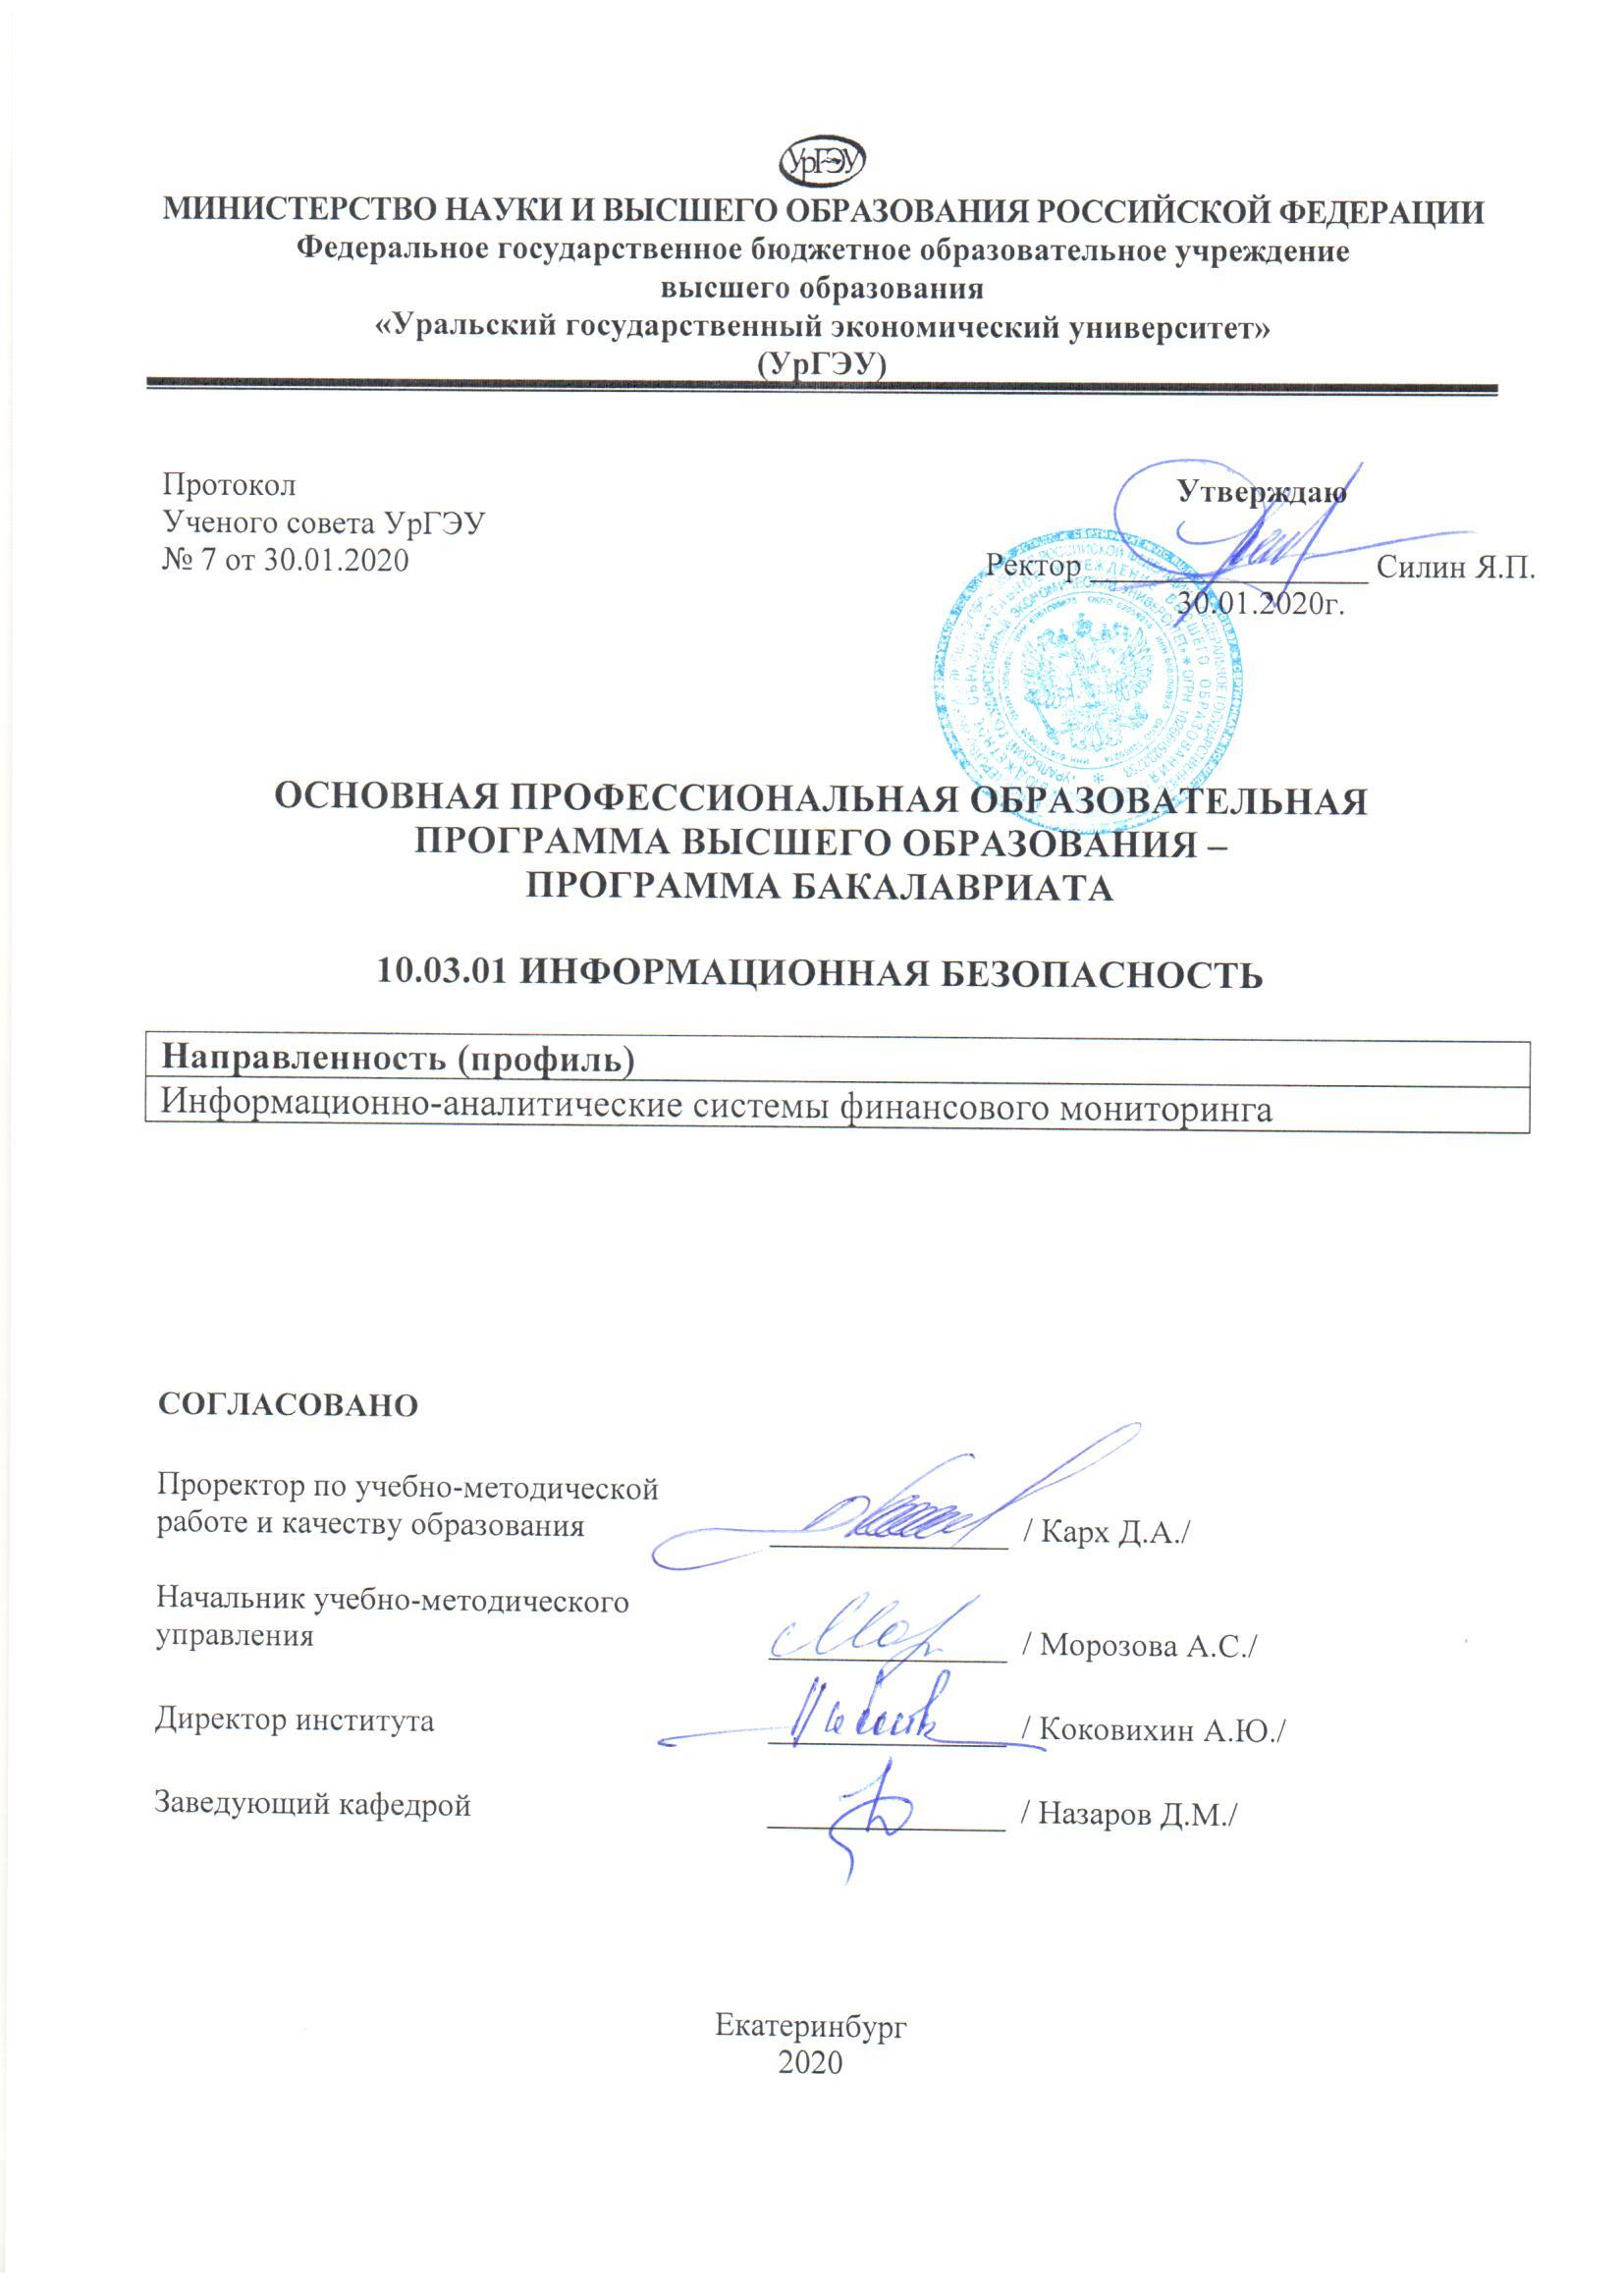 УрГЭУ
МИНИСТЕРСТВО НАУКИ И ВЫСШЕГО ОБРАЗОВАНИЯ РОССИЙСКОЙ ФЕДЕРАЦИИ
Федеральное государственное бюджетное образовательное учреждение
высшего образования
«Уральский государственный экономический университет»
(УрГЭУ)
Протокол
Ученого совета УрГЭУ
№ 7 от 30.01.2020
Утверждаю
Ректор Силин Я.П.
30.01.2020г.
ОСНОВНАЯ ПРОФЕССИОНАЛЬНАЯ ОБРАЗОВАТЕЛЬНАЯ
ПРОГРАММА ВЫСШЕГО ОБРАЗОВАНИЯ –
ПРОГРАММА БАКАЛАВРИАТА
10.03.01 ИНФОРМАЦИОННАЯ БЕЗОПАСНОСТЬ
Направленность (профиль)
Информационно-аналитические системы финансового мониторинга
СОГЛАСОВАНО
Проректор по учебно-методической
работе и качеству образования / Карх Д.А./
Начальник учебно-методического
управления / Морозова А.С./
Директор института / Коковихин А.Ю./
Заведующий кафедрой / Назаров Д.М./
Екатеринбург
2020